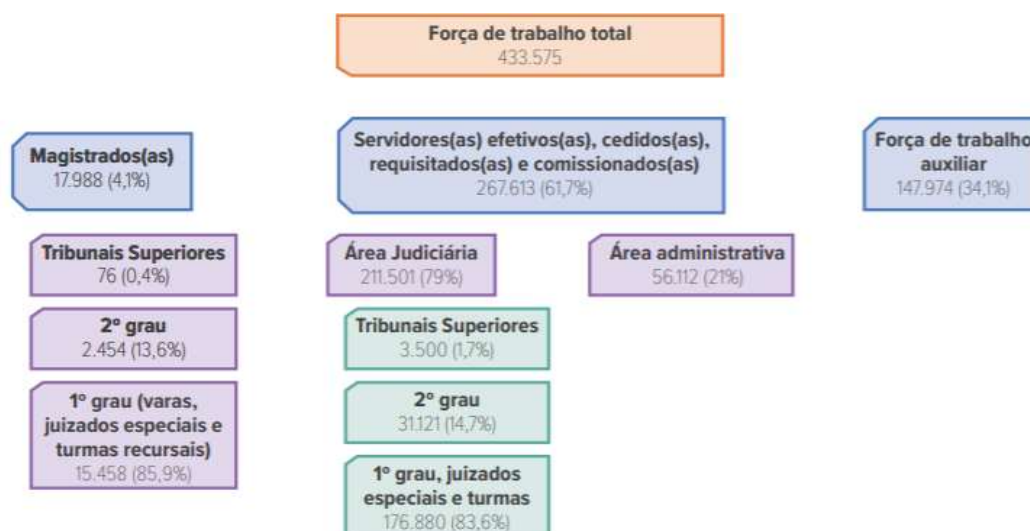 Força de trabalho total
433.575
Magistrados(as)
17.988 (4,1%)
Servidores(as) efetivos(as), cedidos(as),
requisitados(as) e comissionados(as)
267.613 (61,7%)
Força de trabalho
auxiliar
147.974 (34,1%)
Tribunais Superiores
76 (0,4%)
2º grau
2.454 (13,6%)
1º grau (varas,
juizados especiais e
turmas recursais)
15.458 (85,9%)
Área Judiciária
211.501 (79%)
Tribunais Superiores
3.500 (1,7%)
2º grau
31.121 (14,7%)
1º grau, juizados
especiais e turmas
176.880 (83,6%)
Área administrativa
56.112 (21%)